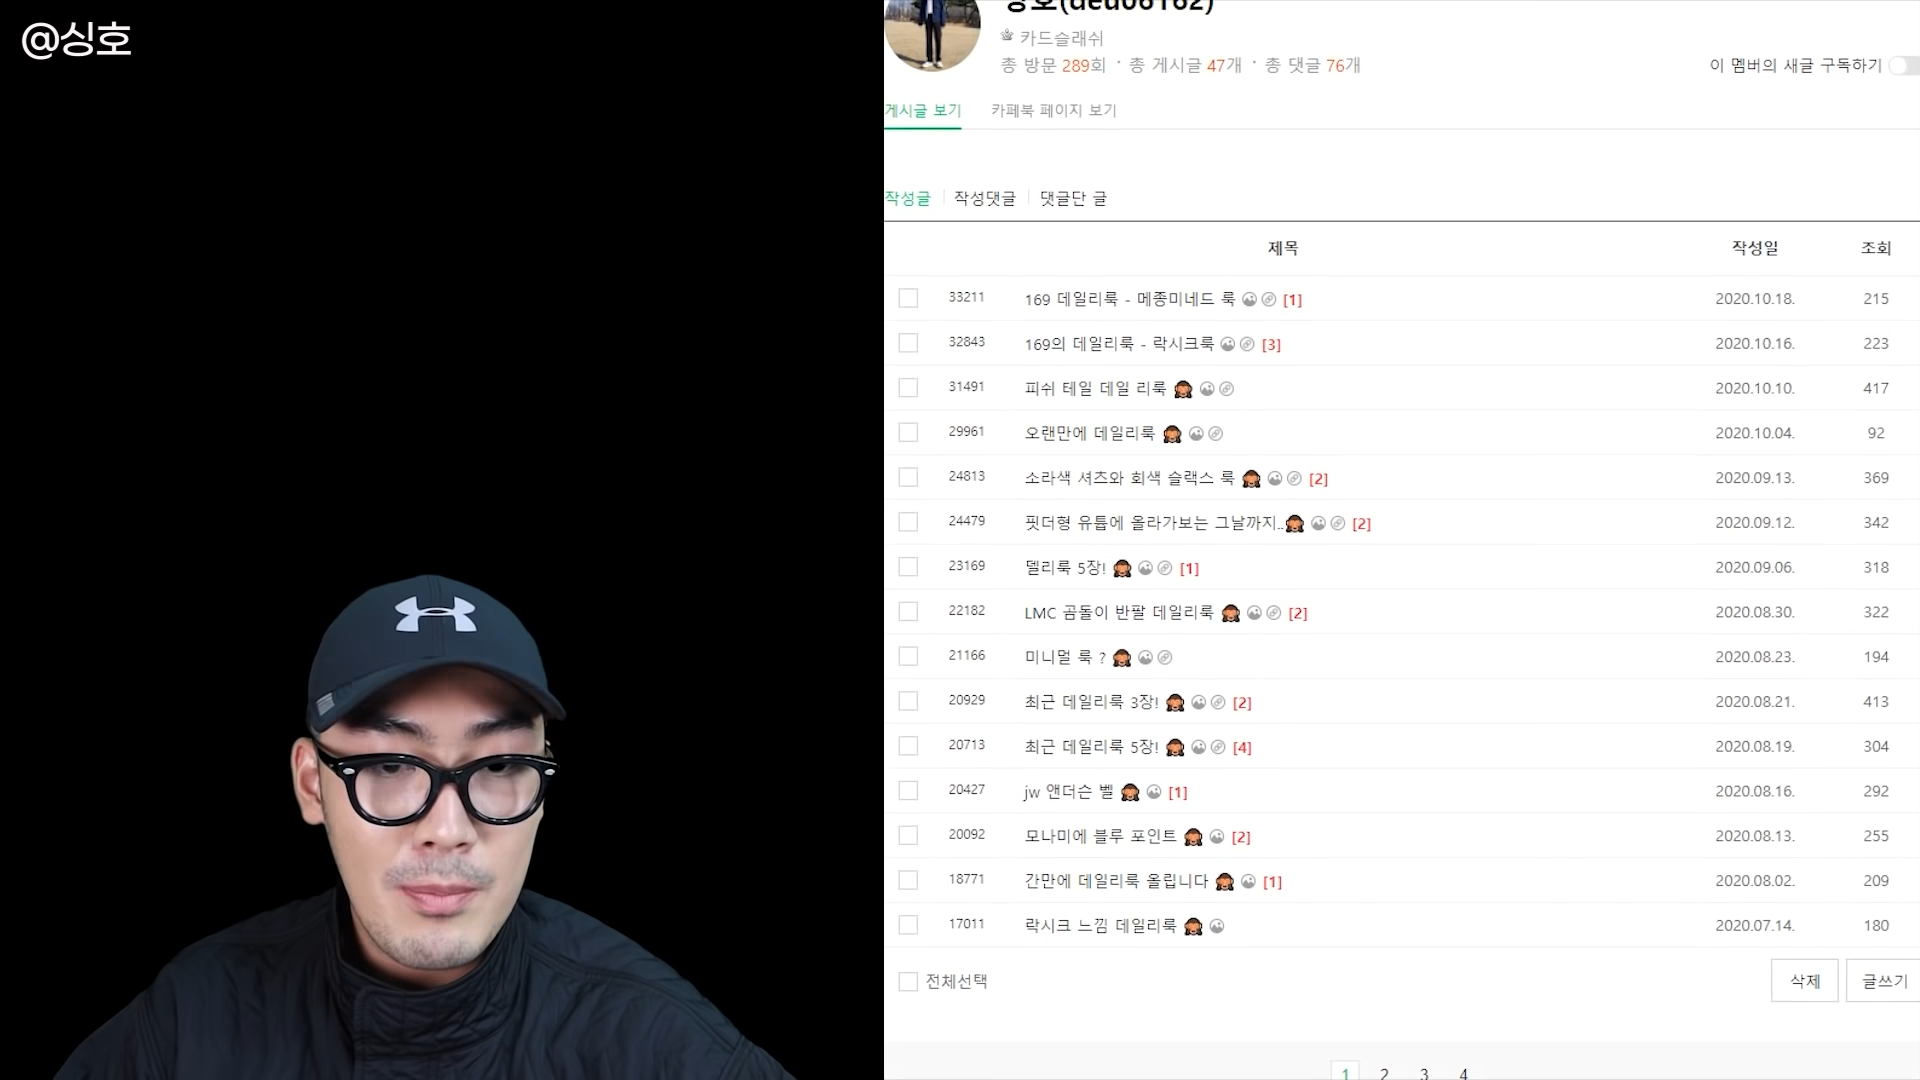 @싱호
싱호(ded06162)
카드슬래쉬
총 방문 289회 · 총 게시글 47개 · 총 댓글 76개
이 멤버의 새글 구독하기
게시글 보기 카페북 페이지 보기
작성글 작성댓글 댓글단 글
제목 작성일 조회
33211 169 데일리룩 - 메종미네드 룩 [1] 2020.10.18. 215
32843 169의 데일리룩 - 락시크룩 [3] 2020.10.16. 223
31491 피쉬 테일 데일 리룩 🙈 2020.10.10. 417
29961 오랜만에 데일리룩 🙈 2020.10.04. 92
24813 소라색 셔츠와 회색 슬랙스 룩 🙈 [2] 2020.09.13. 369
24479 핏더형 유튭에 올라가보는 그날까지..🙈 [2] 2020.09.12. 342
23169 델리룩 5장! 🙈 [1] 2020.09.06. 318
22182 LMC 곰돌이 반팔 데일리룩 🙈 [2] 2020.08.30. 322
21166 미니멀 룩 ? 🙈 2020.08.23. 194
20929 최근 데일리룩 3장! 🙈 [2] 2020.08.21. 413
20713 최근 데일리룩 5장! 🙈 [4] 2020.08.19. 304
20427 jw 앤더슨 벨 🙈 [1] 2020.08.16. 292
20092 모나미에 블루 포인트 🙈 [2] 2020.08.13. 255
18771 간만에 데일리룩 올립니다 🙈 [1] 2020.08.02. 209
17011 락시크 느낌 데일리룩 🙈 2020.07.14. 180
전체선택 삭제 글쓰기
1 2 3 4